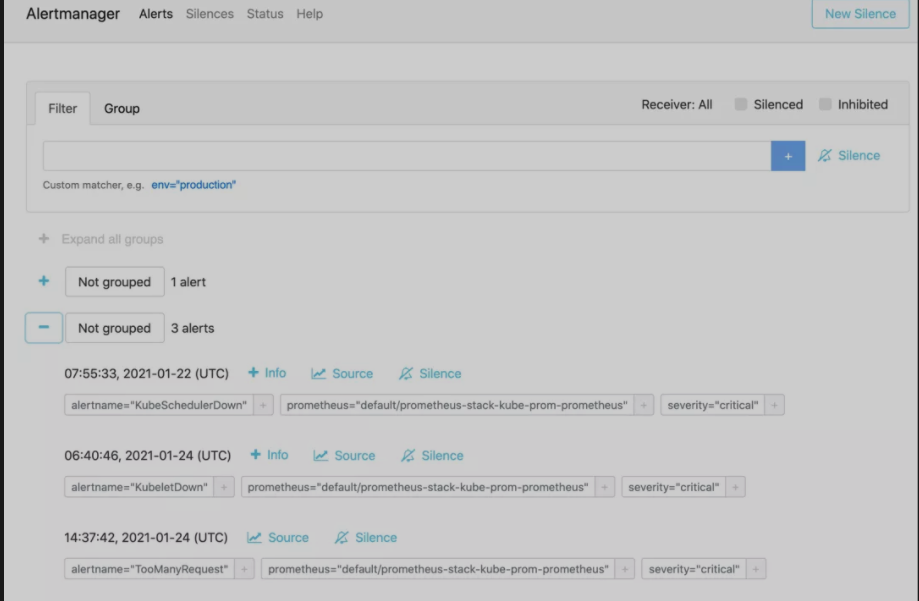 Alertmanager Alerts Silences Status Help New Silence
Filter Group Receiver: All Silenced Inhibited
+ Silence
Custom matcher, e.g. env="production"
+ Expand all groups
+ Not grouped 1 alert
− Not grouped 3 alerts
07:55:33, 2021-01-22 (UTC) + Info Source Silence
alertname="KubeSchedulerDown" + prometheus="default/prometheus-stack-kube-prom-prometheus" + severity="critical" +
06:40:46, 2021-01-24 (UTC) + Info Source Silence
alertname="KubeletDown" + prometheus="default/prometheus-stack-kube-prom-prometheus" + severity="critical" +
14:37:42, 2021-01-24 (UTC) Source Silence
alertname="TooManyRequest" + prometheus="default/prometheus-stack-kube-prom-prometheus" + severity="critical" +